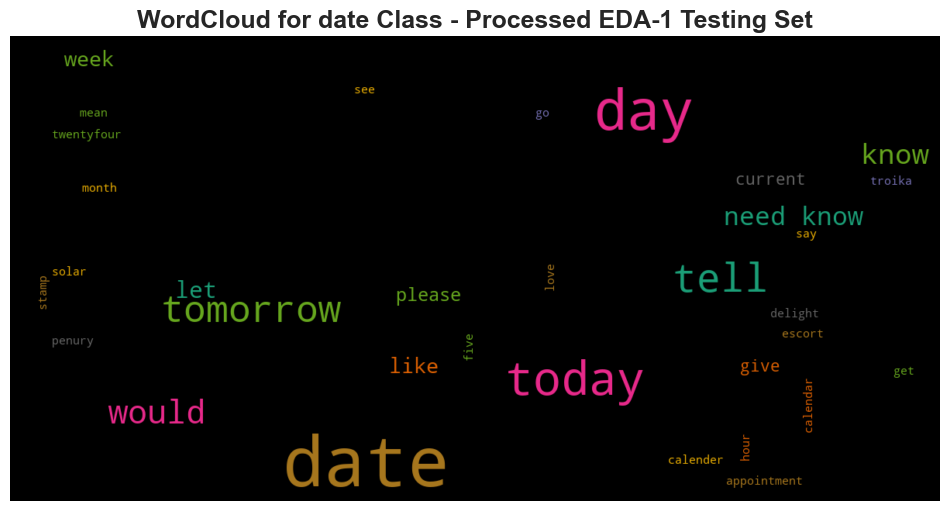 WordCloud for date Class - Processed EDA-1 Testing Set
week
see
mean
go
day
twentyfour
know
current
troika
month
need know
say
solar
stamp
let
tomorrow
please
love
tell
delight
escort
penury
five
like
today
give
get
would
calendar
date
hour
calender
appointment